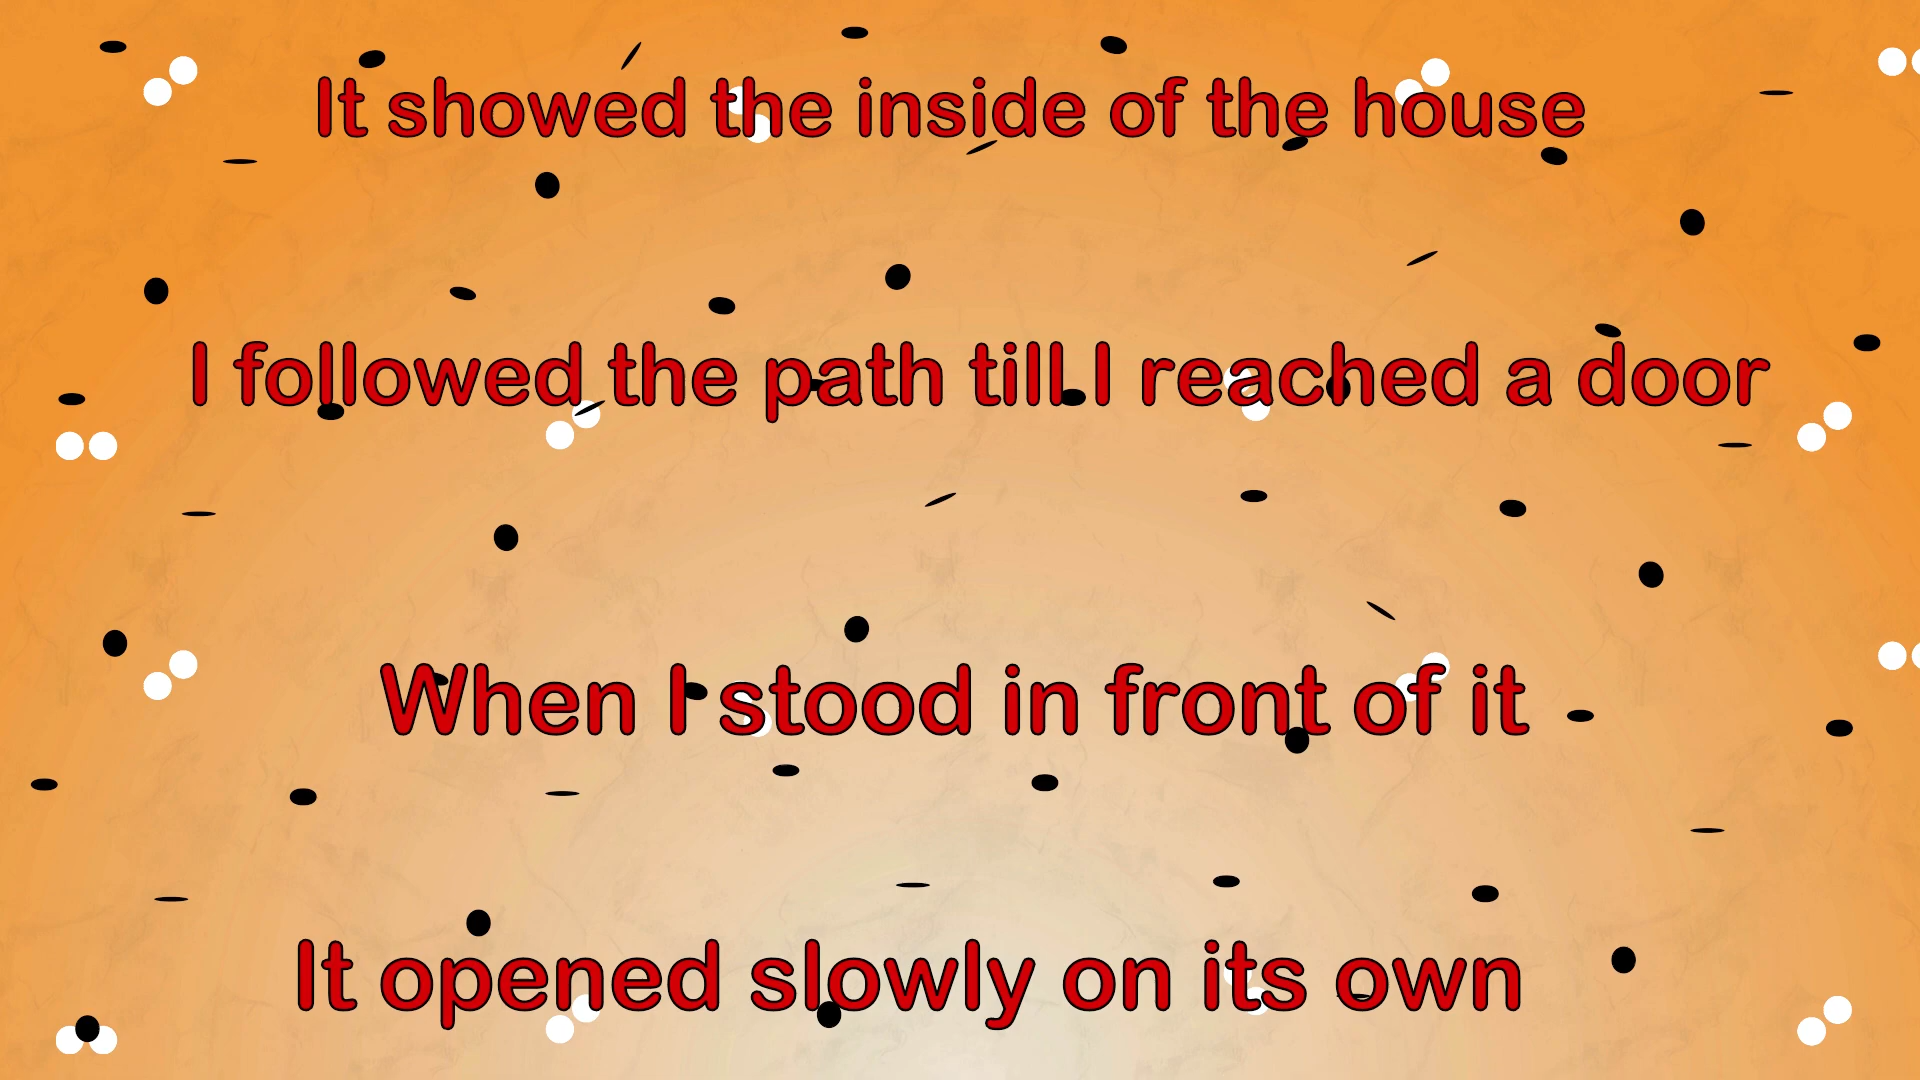 It showed the inside of the house
I followed the path till I reached a door
When I stood in front of it
It opened slowly on its own